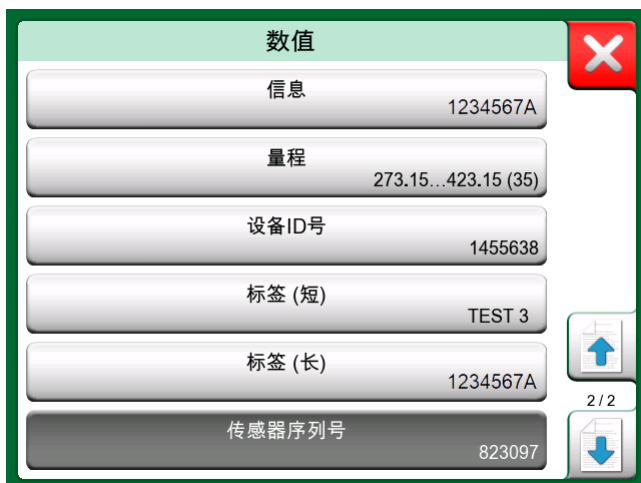 数值
信息
1234567A
量程
273.15...423.15 (35)
设备ID号
1455638
标签 (短)
TEST 3
标签 (长)
1234567A
2 / 2
传感器序列号
823097